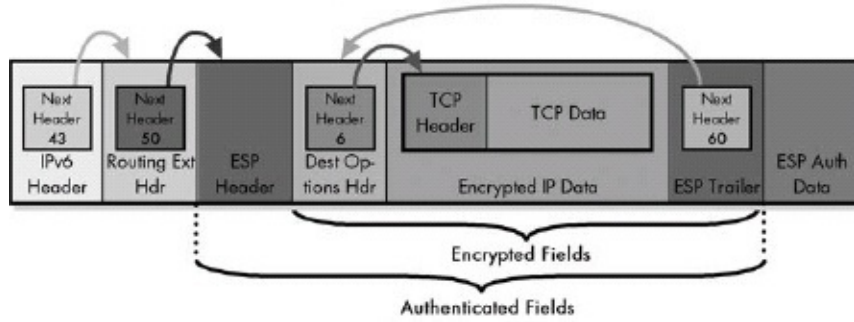 Next
Header
43
IPv6
Header
Next
Header
50
Routing Ext
Hdr
ESP
Header
Next
Header
6
Dest Op-
tions Hdr
TCP
Header
TCP Data
Encrypted IP Data
Next
Header
60
ESP Trailer
ESP Auth
Data
Encrypted Fields
Authenticated Fields